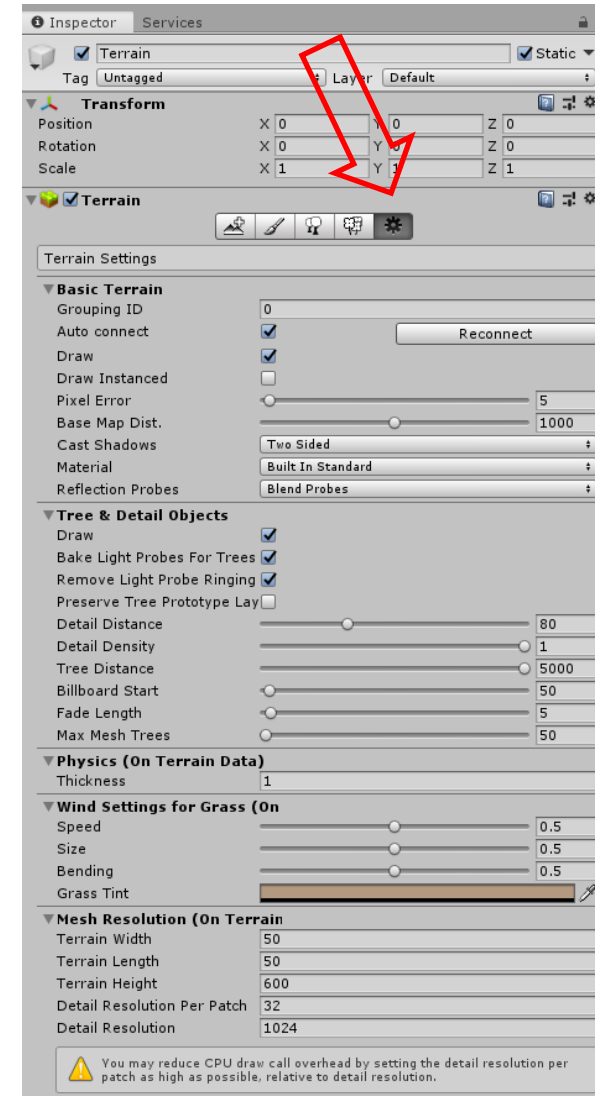 Inspector Services
Terrain Static
Tag Untagged Layer Default
Transform
Position X 0 Y 0 Z 0
Rotation X 0 Y 0 Z 0
Scale X 1 Y 1 Z 1
Terrain
Terrain Settings
Basic Terrain
Grouping ID 0
Auto connect Reconnect
Draw
Draw Instanced
Pixel Error 5
Base Map Dist. 1000
Cast Shadows Two Sided
Material Built In Standard
Reflection Probes Blend Probes
Tree & Detail Objects
Draw
Bake Light Probes For Trees
Remove Light Probe Ringing
Preserve Tree Prototype Lay
Detail Distance 80
Detail Density 1
Tree Distance 5000
Billboard Start 50
Fade Length 5
Max Mesh Trees 50
Physics (On Terrain Data)
Thickness 1
Wind Settings for Grass (On
Speed 0.5
Size 0.5
Bending 0.5
Grass Tint
Mesh Resolution (On Terrain
Terrain Width 50
Terrain Length 50
Terrain Height 600
Detail Resolution Per Patch 32
Detail Resolution 1024
You may reduce CPU draw call overhead by setting the detail resolution per
patch as high as possible, relative to detail resolution.